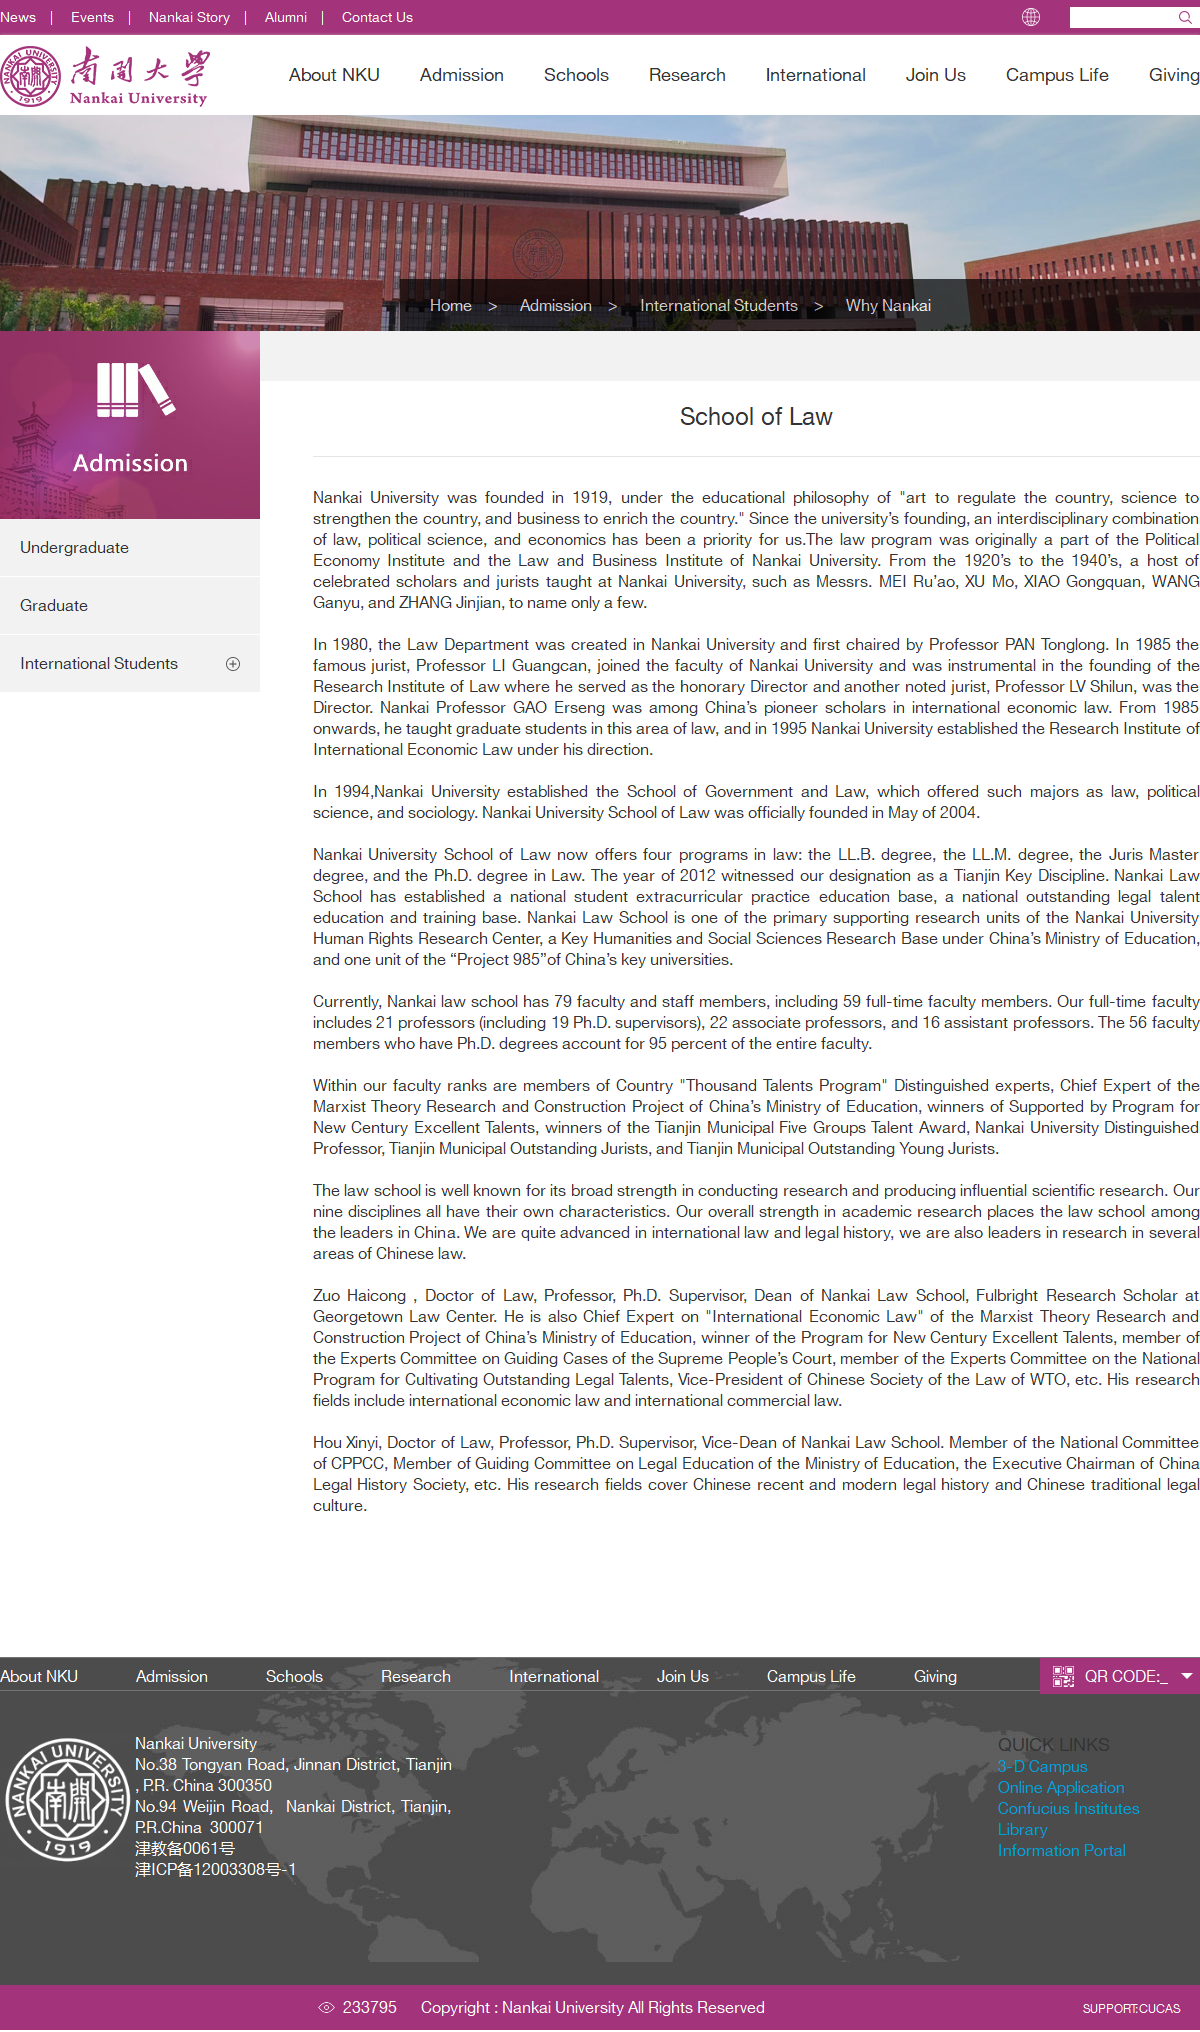 News | Events | Nankai Story | Alumni | Contact Us
NANKAI UNIVERSITY
1919
南開大學
Nankai University
About NKU Admission Schools Research International Join Us Campus Life Giving
Home > Admission > International Students > Why Nankai
Admission
Undergraduate
Graduate
International Students
School of Law
Nankai University was founded in 1919, under the educational philosophy of "art to regulate the country, science to
strengthen the country, and business to enrich the country." Since the university’s founding, an interdisciplinary combination
of law, political science, and economics has been a priority for us.The law program was originally a part of the Political
Economy Institute and the Law and Business Institute of Nankai University. From the 1920’s to the 1940’s, a host of
celebrated scholars and jurists taught at Nankai University, such as Messrs. MEI Ru’ao, XU Mo, XIAO Gongquan, WANG
Ganyu, and ZHANG Jinjian, to name only a few.
In 1980, the Law Department was created in Nankai University and first chaired by Professor PAN Tonglong. In 1985 the
famous jurist, Professor LI Guangcan, joined the faculty of Nankai University and was instrumental in the founding of the
Research Institute of Law where he served as the honorary Director and another noted jurist, Professor LV Shilun, was the
Director. Nankai Professor GAO Erseng was among China’s pioneer scholars in international economic law. From 1985
onwards, he taught graduate students in this area of law, and in 1995 Nankai University established the Research Institute of
International Economic Law under his direction.
In 1994,Nankai University established the School of Government and Law, which offered such majors as law, political
science, and sociology. Nankai University School of Law was officially founded in May of 2004.
Nankai University School of Law now offers four programs in law: the LL.B. degree, the LL.M. degree, the Juris Master
degree, and the Ph.D. degree in Law. The year of 2012 witnessed our designation as a Tianjin Key Discipline. Nankai Law
School has established a national student extracurricular practice education base, a national outstanding legal talent
education and training base. Nankai Law School is one of the primary supporting research units of the Nankai University
Human Rights Research Center, a Key Humanities and Social Sciences Research Base under China’s Ministry of Education,
and one unit of the “Project 985”of China’s key universities.
Currently, Nankai law school has 79 faculty and staff members, including 59 full-time faculty members. Our full-time faculty
includes 21 professors (including 19 Ph.D. supervisors), 22 associate professors, and 16 assistant professors. The 56 faculty
members who have Ph.D. degrees account for 95 percent of the entire faculty.
Within our faculty ranks are members of Country "Thousand Talents Program" Distinguished experts, Chief Expert of the
Marxist Theory Research and Construction Project of China’s Ministry of Education, winners of Supported by Program for
New Century Excellent Talents, winners of the Tianjin Municipal Five Groups Talent Award, Nankai University Distinguished
Professor, Tianjin Municipal Outstanding Jurists, and Tianjin Municipal Outstanding Young Jurists.
The law school is well known for its broad strength in conducting research and producing influential scientific research. Our
nine disciplines all have their own characteristics. Our overall strength in academic research places the law school among
the leaders in China. We are quite advanced in international law and legal history, we are also leaders in research in several
areas of Chinese law.
Zuo Haicong , Doctor of Law, Professor, Ph.D. Supervisor, Dean of Nankai Law School, Fulbright Research Scholar at
Georgetown Law Center. He is also Chief Expert on "International Economic Law" of the Marxist Theory Research and
Construction Project of China’s Ministry of Education, winner of the Program for New Century Excellent Talents, member of
the Experts Committee on Guiding Cases of the Supreme People’s Court, member of the Experts Committee on the National
Program for Cultivating Outstanding Legal Talents, Vice-President of Chinese Society of the Law of WTO, etc. His research
fields include international economic law and international commercial law.
Hou Xinyi, Doctor of Law, Professor, Ph.D. Supervisor, Vice-Dean of Nankai Law School. Member of the National Committee
of CPPCC, Member of Guiding Committee on Legal Education of the Ministry of Education, the Executive Chairman of China
Legal History Society, etc. His research fields cover Chinese recent and modern legal history and Chinese traditional legal
culture.
About NKU Admission Schools Research International Join Us Campus Life Giving QR CODE:_
NANKAI UNIVERSITY
南開
1919
Nankai University
No.38 Tongyan Road, Jinnan District, Tianjin
, P.R. China 300350
No.94 Weijin Road, Nankai District, Tianjin,
P.R.China 300071
津教备0061号
津ICP备12003308号-1
QUICK LINKS
3-D Campus
Online Application
Confucius Institutes
Library
Information Portal
233795 Copyright : Nankai University All Rights Reserved SUPPORT:CUCAS